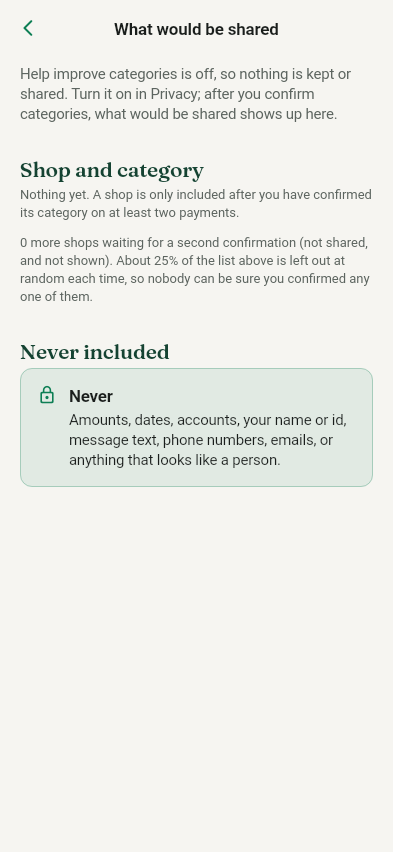 What would be shared
Help improve categories is off, so nothing is kept or
shared. Turn it on in Privacy; after you confirm
categories, what would be shared shows up here.
Shop and category
Nothing yet. A shop is only included after you have confirmed
its category on at least two payments.
0 more shops waiting for a second confirmation (not shared,
and not shown). About 25% of the list above is left out at
random each time, so nobody can be sure you confirmed any
one of them.
Never included
Never
Amounts, dates, accounts, your name or id,
message text, phone numbers, emails, or
anything that looks like a person.